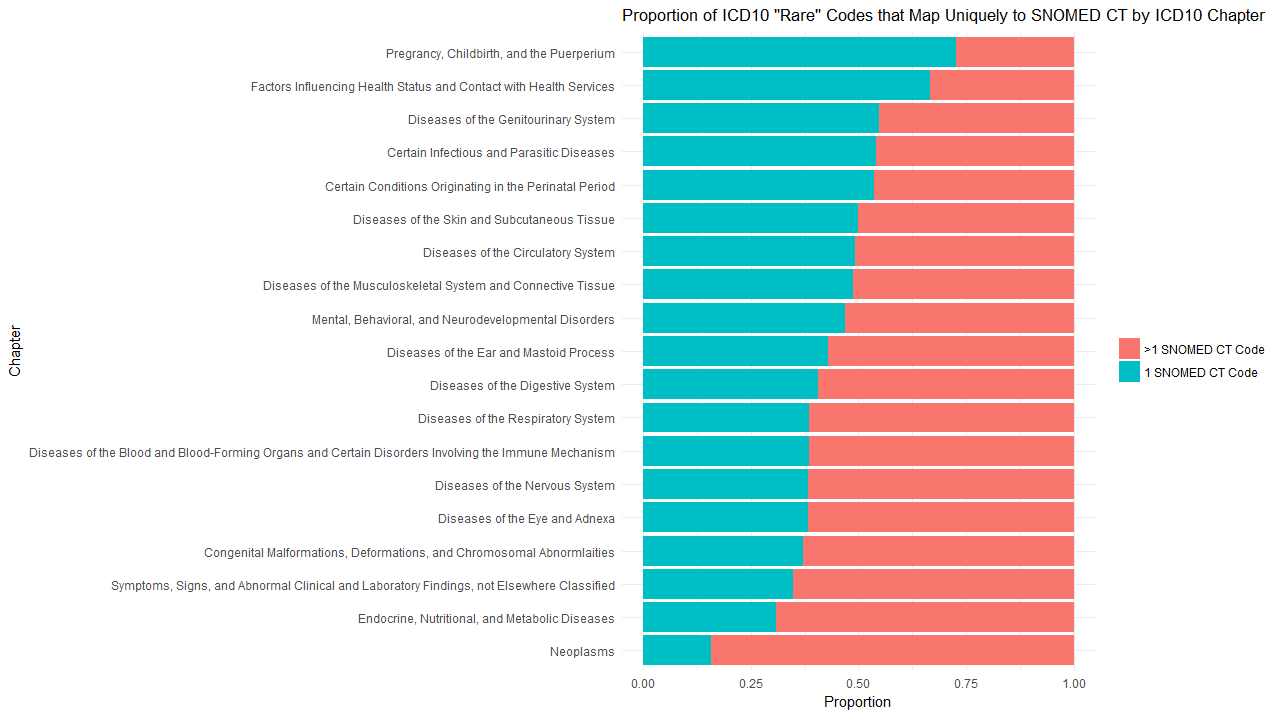 Proportion of ICD10 "Rare" Codes that Map Uniquely to SNOMED CT by ICD10 Chapter
Chapter
Pregrancy, Childbirth, and the Puerperium
Factors Influencing Health Status and Contact with Health Services
Diseases of the Genitourinary System
Certain Infectious and Parasitic Diseases
Certain Conditions Originating in the Perinatal Period
Diseases of the Skin and Subcutaneous Tissue
Diseases of the Circulatory System
Diseases of the Musculoskeletal System and Connective Tissue
Mental, Behavioral, and Neurodevelopmental Disorders
Diseases of the Ear and Mastoid Process
Diseases of the Digestive System
Diseases of the Respiratory System
Diseases of the Blood and Blood-Forming Organs and Certain Disorders Involving the Immune Mechanism
Diseases of the Nervous System
Diseases of the Eye and Adnexa
Congenital Malformations, Deformations, and Chromosomal Abnormlaities
Symptoms, Signs, and Abnormal Clinical and Laboratory Findings, not Elsewhere Classified
Endocrine, Nutritional, and Metabolic Diseases
Neoplasms
0.00 0.25 0.50 0.75 1.00
Proportion
>1 SNOMED CT Code
1 SNOMED CT Code